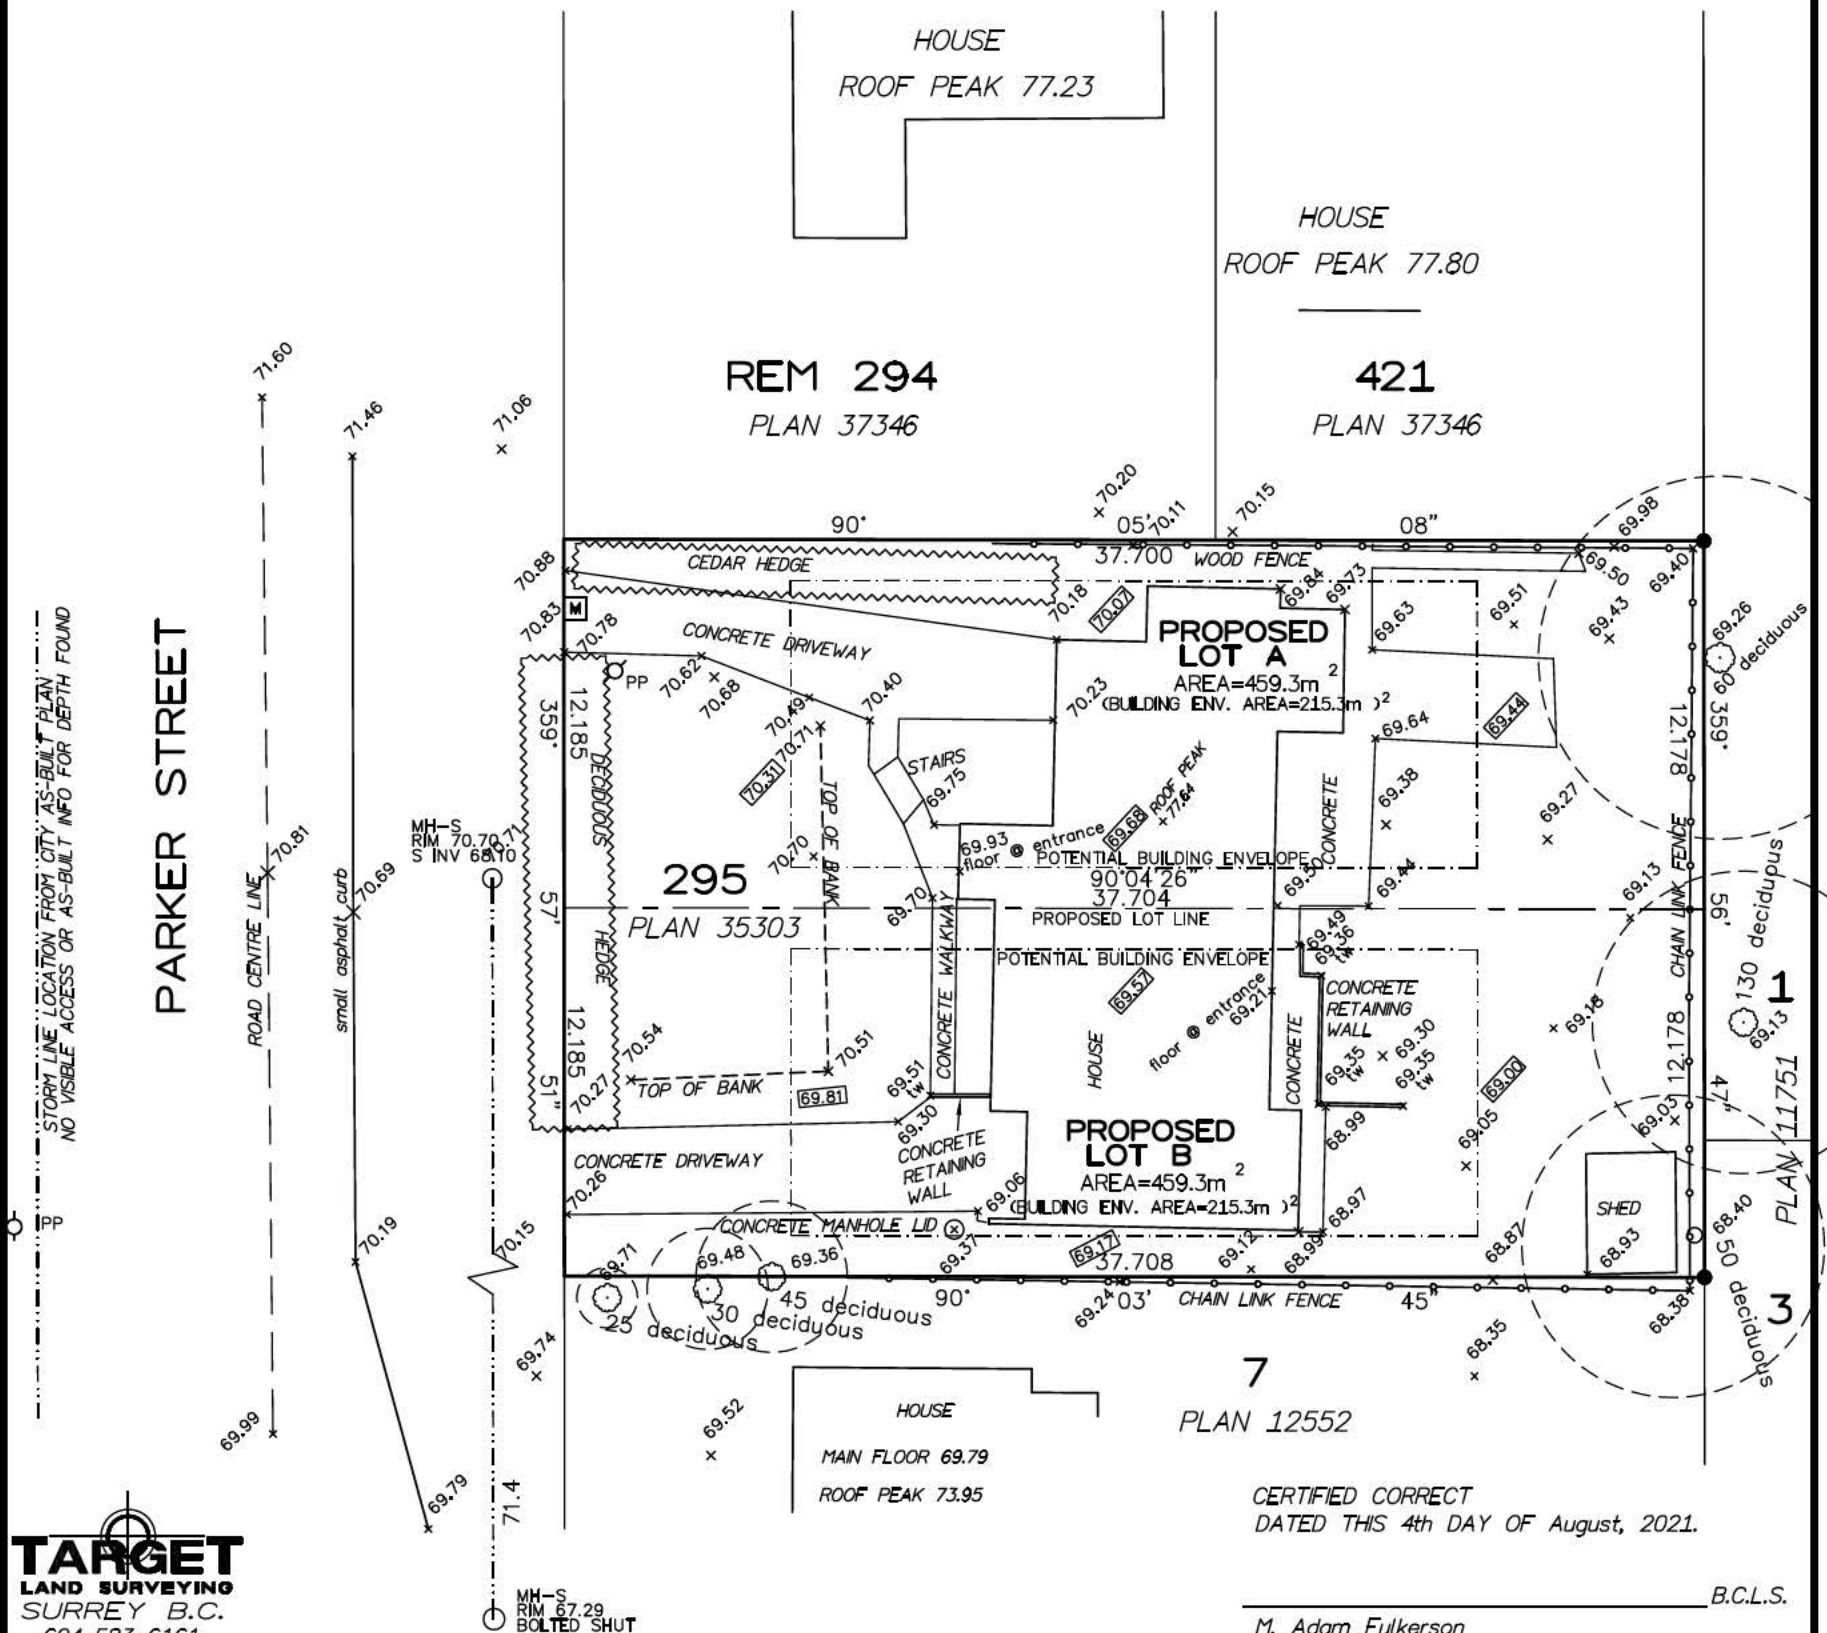 HOUSE
ROOF PEAK 77.23
HOUSE
ROOF PEAK 77.80
REM 294
PLAN 37346
421
PLAN 37346
71.60
71.46
71.06
70.20
70.11
70.15
69.98
90° 05' 08"
37.700 WOOD FENCE
CEDAR HEDGE
70.88
70.83
M
70.78
70.18
70.07
69.84
69.73
69.63
69.51
69.50
69.43
69.40
69.26
60 deciduous
CONCRETE DRIVEWAY
PP
70.62
70.68
70.49
70.71
70.40
70.23
70.31
PROPOSED
LOT A
AREA=459.3m 2
(BUILDING ENV. AREA=215.3m )2
69.64
69.44
STAIRS
69.75
ROOF PEAK
77.64
69.68
69.93
floor @ entrance
CONCRETE
69.38
69.27
12.185
359°
DECIDUOUS
HEDGE
TOP OF BANK
70.70
12.178
359°
CHAIN LINK FENCE
POTENTIAL BUILDING ENVELOPE
90°04'26"
37.704
PROPOSED LOT LINE
69.50
69.44
69.13
295
PLAN 35303
69.70
57'
56'
POTENTIAL BUILDING ENVELOPE
69.49
69.36
tw
69.57
floor @ entrance
69.21
CONCRETE WALKWAY
HOUSE
CONCRETE
CONCRETE
RETAINING
WALL
69.30
69.35
tw
69.35
tw
69.18
130 decidupus
69.13
1
PLAN 11751
12.185
51"
12.178
47"
70.54
70.51
70.27
TOP OF BANK
69.81
69.51
tw
69.30
69.00
69.05
69.03
68.99
PROPOSED
LOT B
AREA=459.3m 2
(BUILDING ENV. AREA=215.3m )2
CONCRETE DRIVEWAY
CONCRETE
RETAINING
WALL
70.26
69.06
CONCRETE MANHOLE LID
68.97
SHED
68.93
68.40
50 deciduous
69.71
69.48
69.36
69.37
69.17
37.708
69.12
68.99
68.87
90° 03' 45"
69.24
CHAIN LINK FENCE
68.38
25 deciduous
30 deciduous
45 deciduous
3
68.35
7
PLAN 12552
HOUSE
MAIN FLOOR 69.79
ROOF PEAK 73.95
69.74
69.52
STORM LINE LOCATION FROM CITY AS-BUILT PLAN
NO VISIBLE ACCESS OR AS-BUILT INFO FOR DEPTH FOUND
PARKER STREET
ROAD CENTRE LINE
small asphalt curb
70.81
70.69
MH-S
RIM 70.70
S INV 68.10
70.71
PP
70.19
70.15
69.99
69.79
71.4
MH-S
RIM 67.29
BOLTED SHUT
TARGET
LAND SURVEYING
SURREY B.C.
CERTIFIED CORRECT
DATED THIS 4th DAY OF August, 2021.
B.C.L.S.
M. Adam Fulkerson